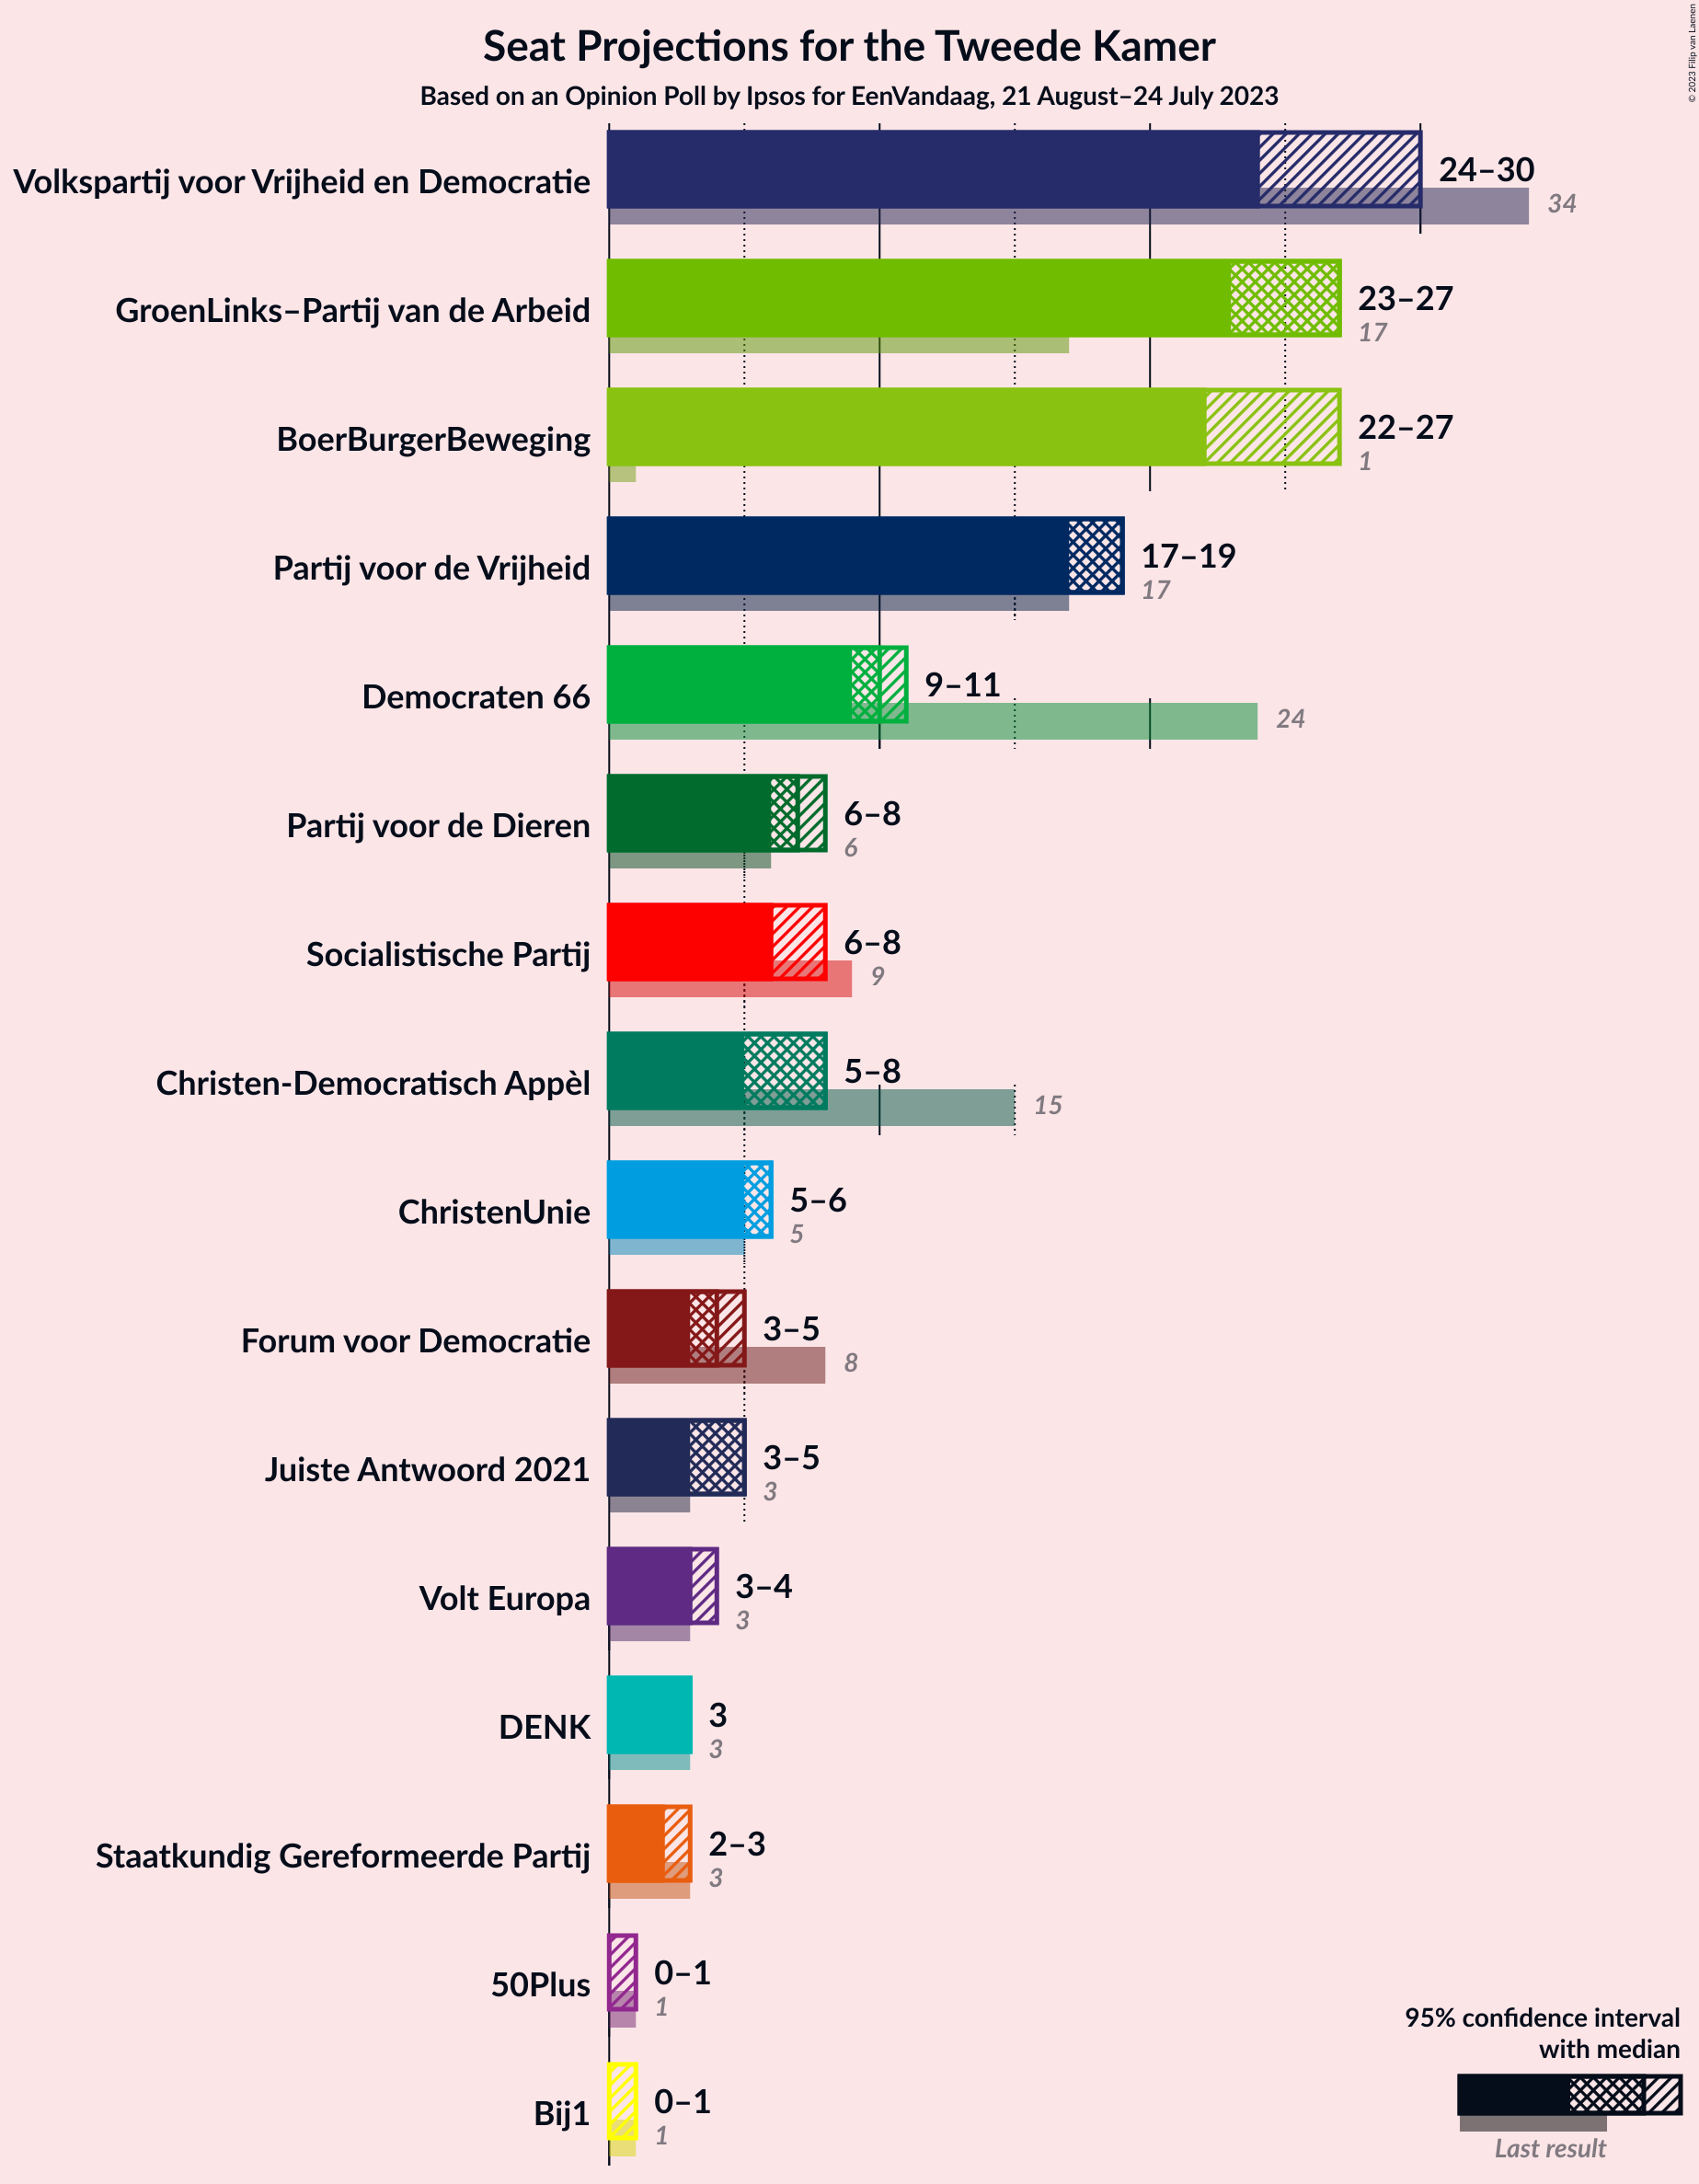 Seat Projections for the Tweede Kamer
Based on an Opinion Poll by Ipsos for EenVandaag, 21 August–24 July 2023
© 2023 Filip van Laenen
Volkspartij voor Vrijheid en Democratie
24–30
34
GroenLinks–Partij van de Arbeid
23–27
17
BoerBurgerBeweging
22–27
1
Partij voor de Vrijheid
17–19
17
Democraten 66
9–11
24
Partij voor de Dieren
6–8
6
Socialistische Partij
6–8
9
Christen-Democratisch Appèl
5–8
15
ChristenUnie
5–6
5
Forum voor Democratie
3–5
8
Juiste Antwoord 2021
3–5
3
Volt Europa
3–4
3
DENK
3
3
Staatkundig Gereformeerde Partij
2–3
3
50Plus
0–1
1
Bij1
0–1
1
95% confidence interval
with median
Last result